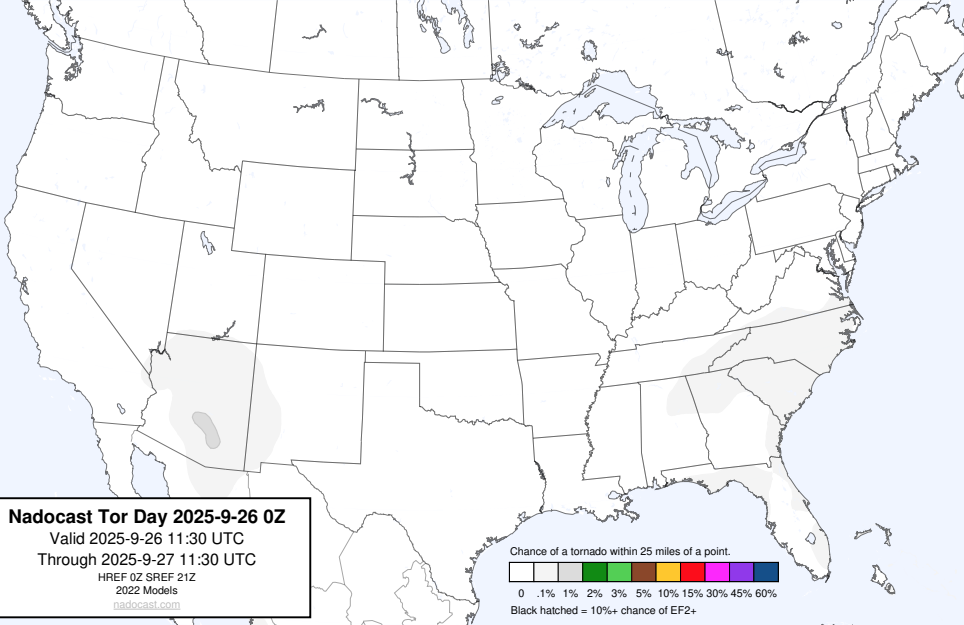 Nadocast Tor Day 2025-9-26 0Z
Valid 2025-9-26 11:30 UTC
Through 2025-9-27 11:30 UTC
HREF 0Z SREF 21Z
2022 Models
nadocast.com
Chance of a tornado within 25 miles of a point.
0 .1% 1% 2% 3% 5% 10% 15% 30% 45% 60%
Black hatched = 10%+ chance of EF2+